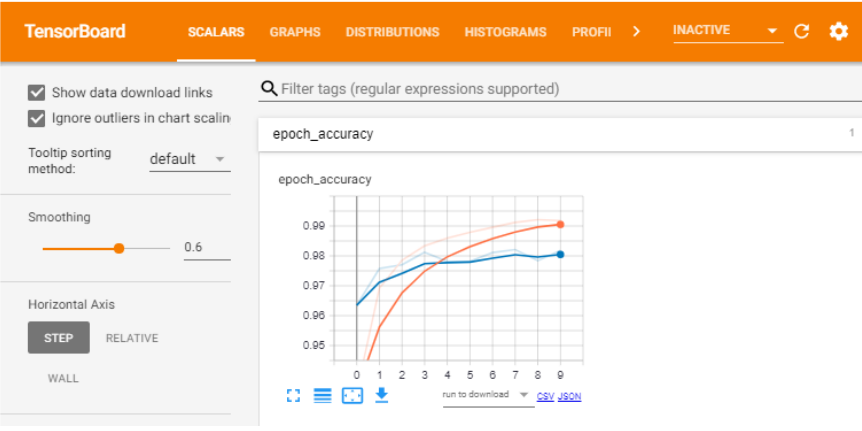 TensorBoard SCALARS GRAPHS DISTRIBUTIONS HISTOGRAMS PROFII INACTIVE
Show data download links
Ignore outliers in chart scalin
Tooltip sorting method: default
Smoothing
0.6
Horizontal Axis
STEP RELATIVE
WALL
Filter tags (regular expressions supported)
epoch_accuracy 1
epoch_accuracy
0.99
0.98
0.97
0.96
0.95
0 1 2 3 4 5 6 7 8 9
run to download CSV JSON